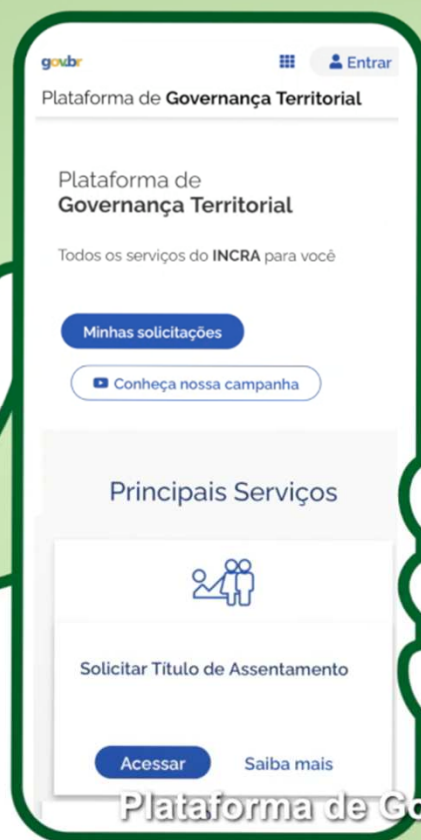 gov.br
Entrar
Plataforma de Governança Territorial
Plataforma de
Governança Territorial
Todos os serviços do INCRA para você
Minhas solicitações
Conheça nossa campanha
Principais Serviços
Solicitar Título de Assentamento
Acessar Saiba mais
Plataforma de Go